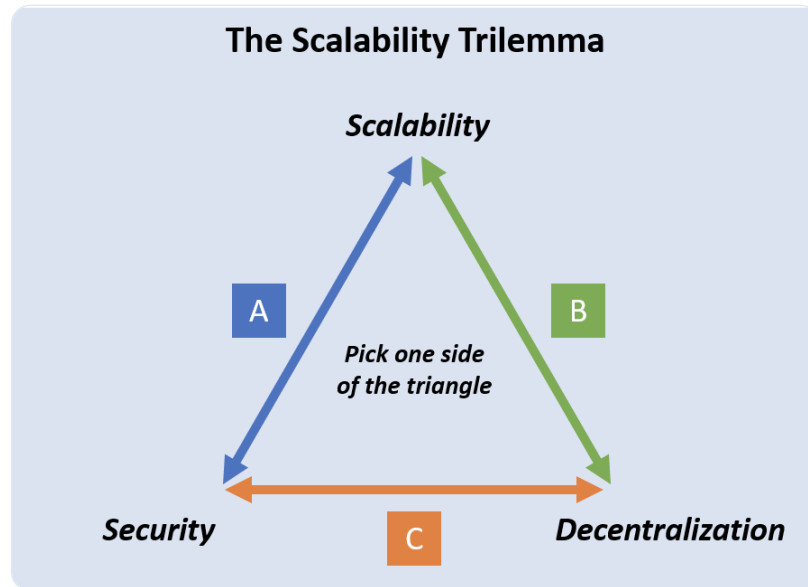 The Scalability Trilemma
Scalability
A
B
Pick one side
of the triangle
Security
C
Decentralization